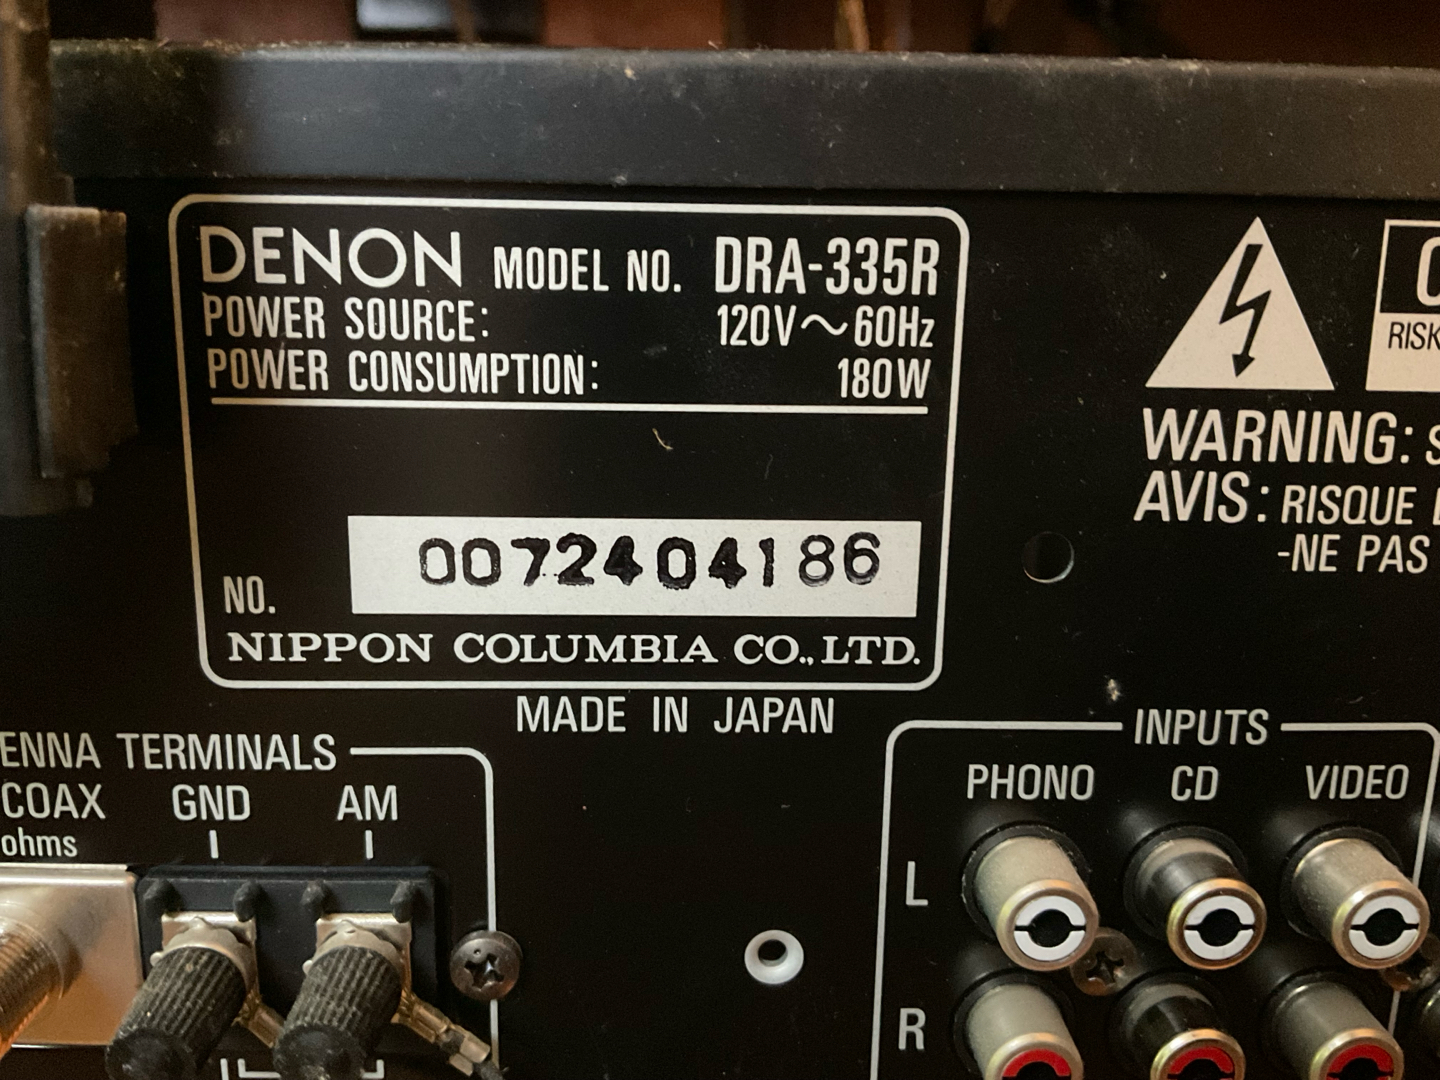 DENON MODEL NO. DRA-335R
POWER SOURCE: 120V～60Hz
POWER CONSUMPTION: 180W
NO. 0072404186
NIPPON COLUMBIA CO., LTD.
MADE IN JAPAN
RISK
WARNING:
AVIS: RISQUE
-NE PAS
ENNA TERMINALS
COAX GND AM
ohms
INPUTS
PHONO CD VIDEO
L
R